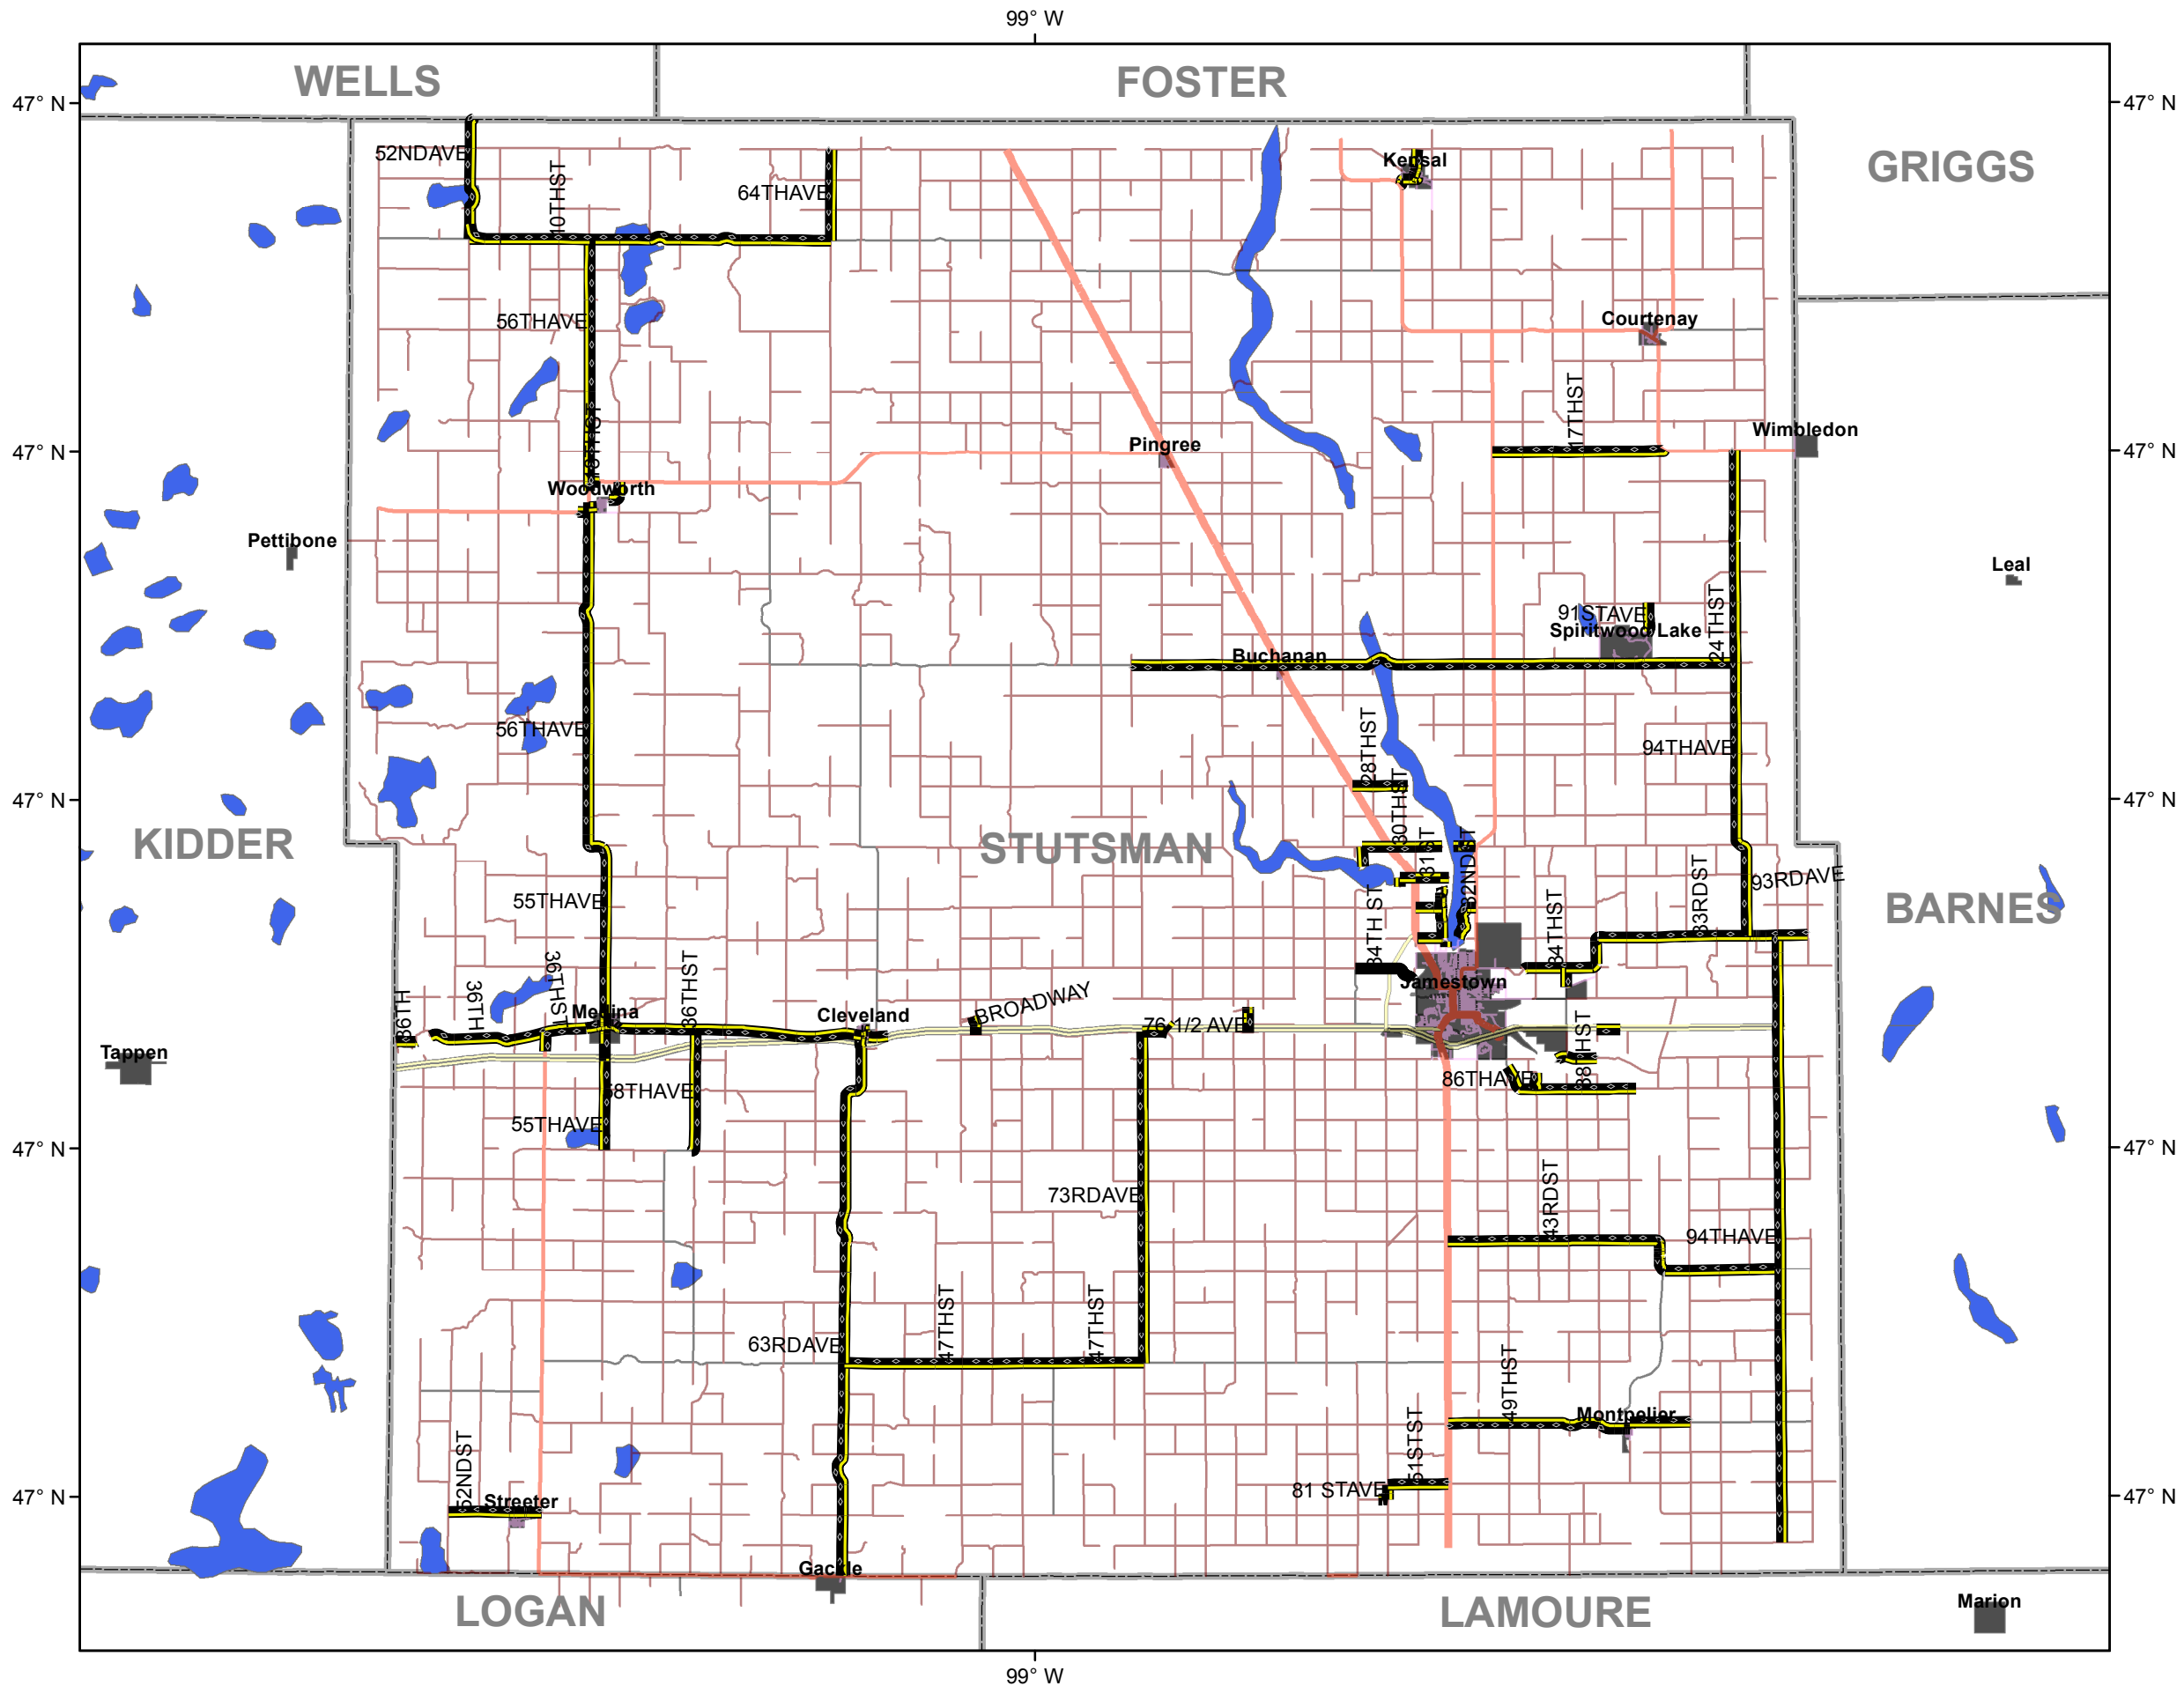 99° W
WELLS
FOSTER
47° N
47° N
52NDAVE
10THST
64THAVE
Kensal
GRIGGS
56THAVE
Courtenay
17THST
Wimbledon
Pingree
47° N
47° N
Woodworth
Pettibone
Leal
91STAVE
Spiritwood Lake
24THST
Buchanan
56THAVE
28THST
94THAVE
47° N
47° N
30THST
31ST
32NDST
KIDDER
STUTSMAN
93RDAVE
33RDST
BARNES
55THAVE
34TH ST
34THST
36TH
36TH
36THST
36THST
Medina
Cleveland
BROADWAY
76 1/2 AVE
Jamestown
Tappen
38THST
86THAVE
58THAVE
55THAVE
47° N
47° N
73RDAVE
43RDST
94THAVE
63RDAVE
47THST
47THST
49THST
Montpelier
51STST
81 STAVE
52NDST
Streeter
47° N
47° N
Gackle
LOGAN
LAMOURE
Marion
99° W